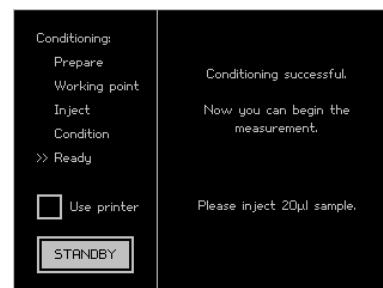 Conditioning:
Prepare
Working point
Inject
Condition
>> Ready
Use printer
STANDBY
Conditioning successful.
Now you can begin the
measurement.
Please inject 20µl sample.